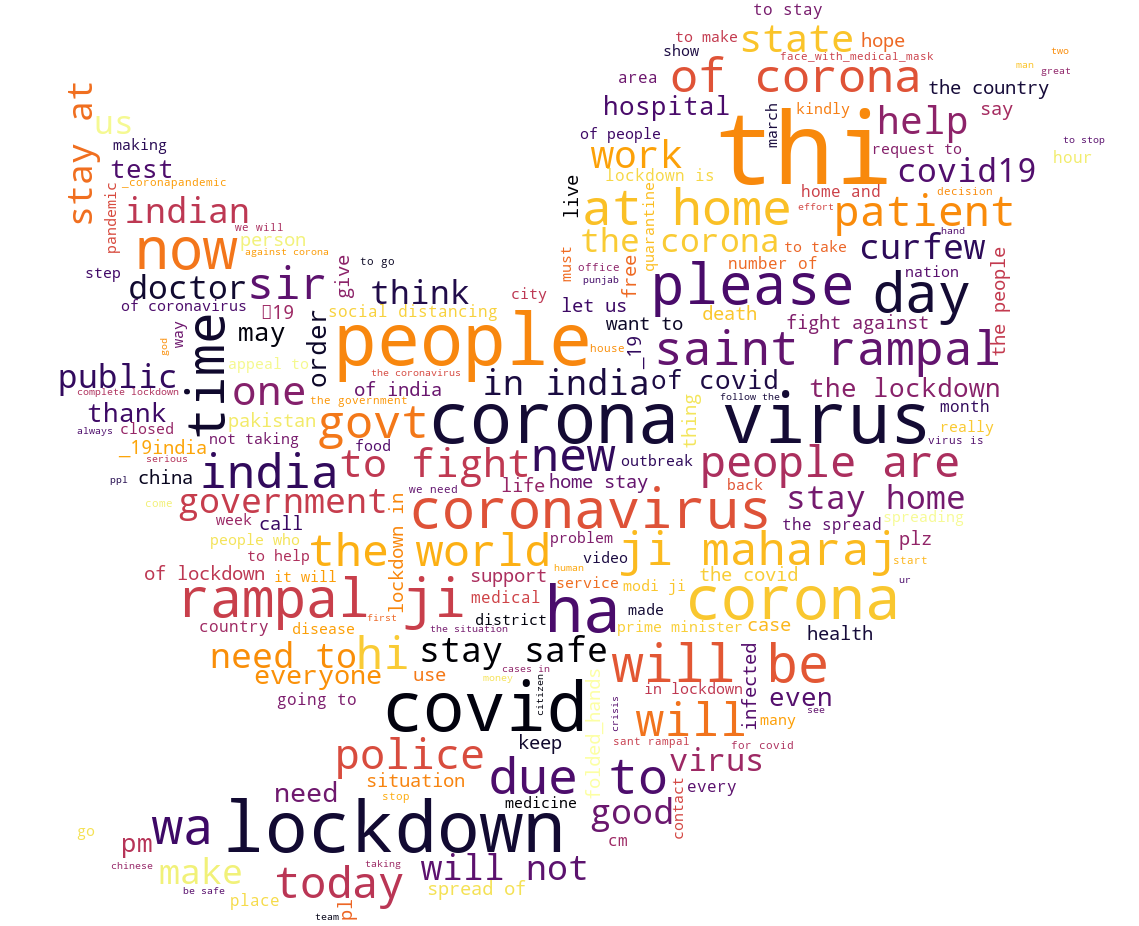 to stay
to make
state
hope
show
face_with_medical_mask
two
area
of corona
man
great
stay at
the country
us
hospital
march
kindly
help
say
making
of people
thi
request to
to stop
test
work
covid19
hour
_coronapandemic
lockdown is
home and
decision
pandemic
indian
live
at home
quarantine
effort
patient
we will
now
person
the corona
to take
curfew
hand
against corona
must
step
doctor
sir
give
to go
think
office
punjab
free
number of
nation
the people
of coronavirus
19
city
let us
please
day
way
may
order
social distancing
want to
death
fight against
god
time
people
house
_19
saint rampal
appeal to
the coronavirus
public
complete lockdown
one
of india
in india
of covid
follow the
the lockdown
thank
pakistan
the government
govt
corona virus
thing
month
always
closed
not taking
really
_19india
food
virus is
serious
ppl
china
india
to fight
new
outbreak
people are
come
government
we need
life
home stay
back
stay home
week
call
lockdown in
coronavirus
the spread
spreading
people who
to help
the world
problem
video
ji maharaj
plz
start
of lockdown
it will
support
human
service
modi ji
the covid
ur
rampal ji
first
medical
ha
made
corona
country
disease
the situation
district
prime minister
case
health
need to
hi
stay safe
will be
everyone
use
cases in
money
in lockdown
infected
even
going to
covid
citizen
folded_hands
crisis
will
many
see
police
keep
sant rampal
virus
for covid
situation
due to
every
need
stop
medicine
good
contact
go
wa
lockdown
cm
pm
chinese
make
today
taking
will not
be safe
place
spread of
team
pl